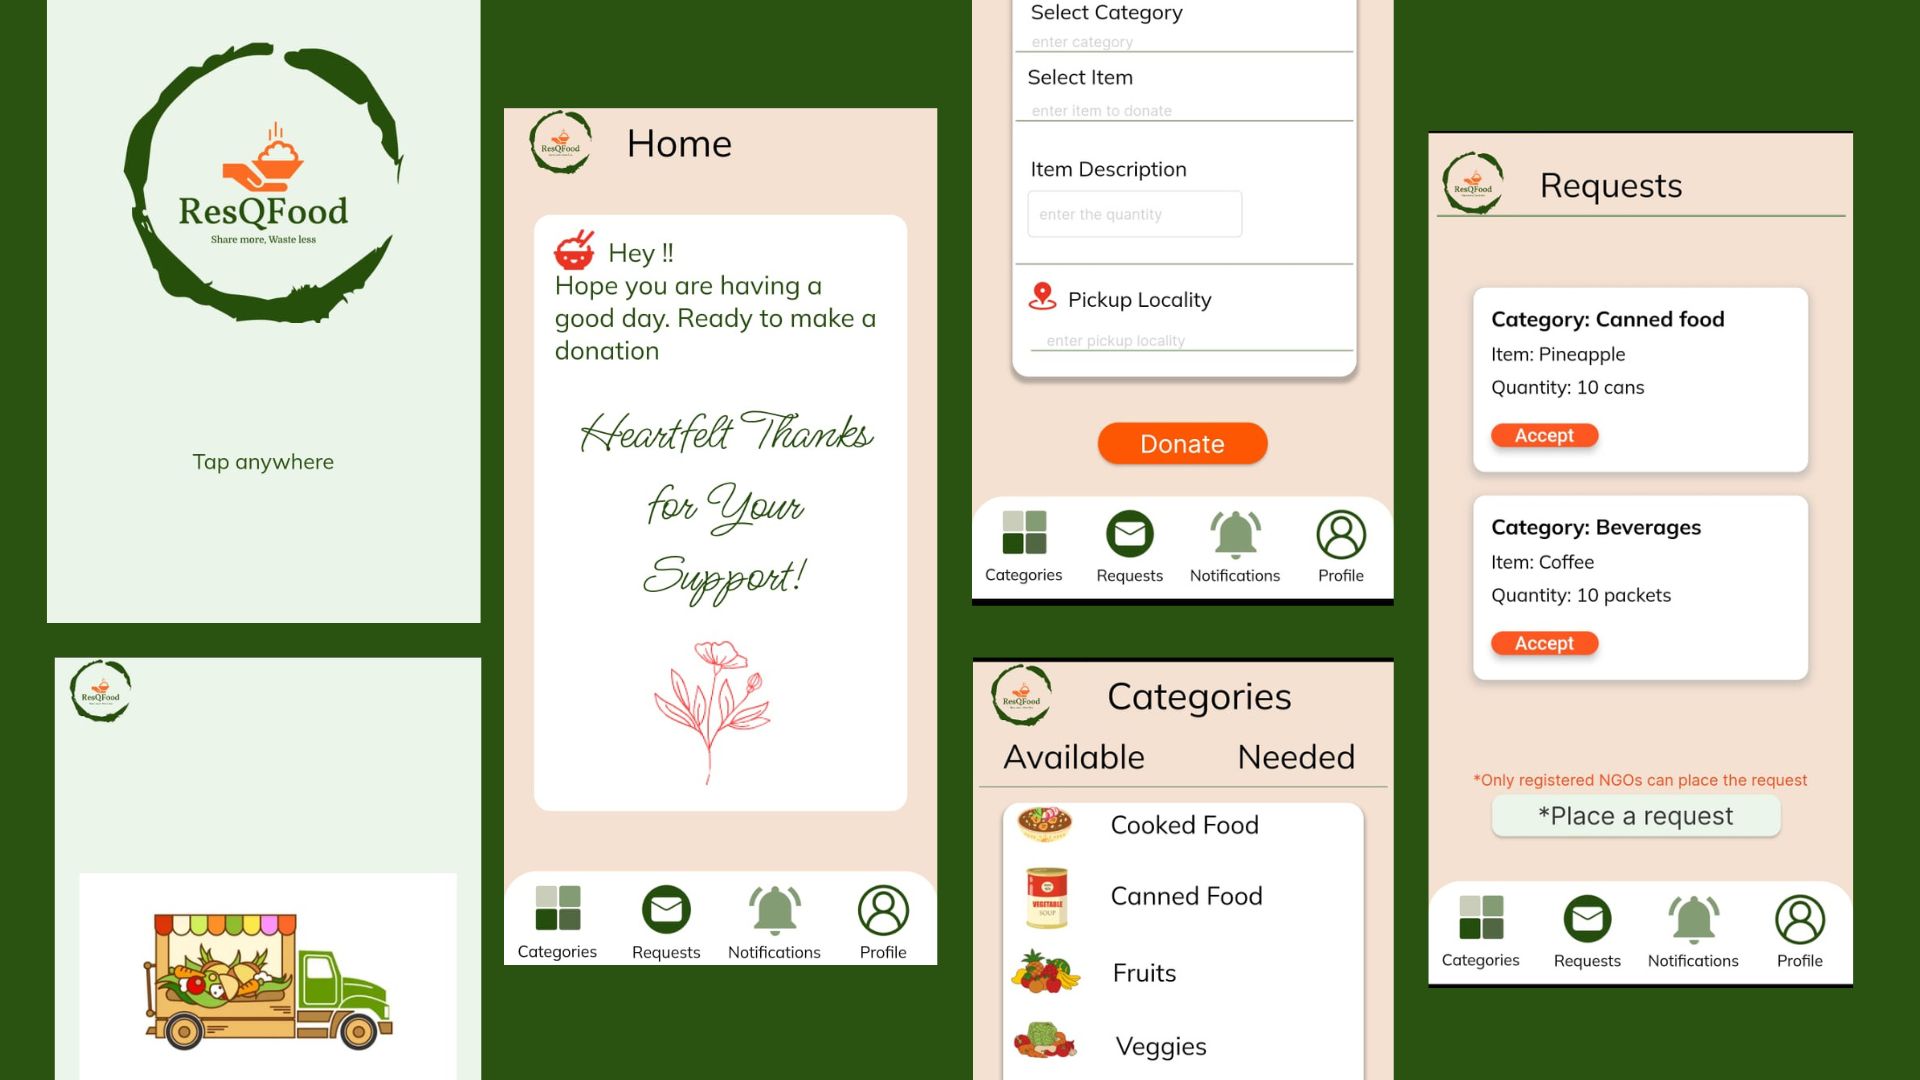 ResQFood
Share more, Waste less
Tap anywhere
ResQFood
ResQFood
Home
Hey !!
Hope you are having a
good day. Ready to make a
donation
Heartfelt Thanks
for Your
Support!
Categories
Requests
Notifications
Profile
Select Category
enter category
Select Item
enter item to donate
Item Description
enter the quantity
Pickup Locality
enter pickup locality
Donate
Categories
Requests
Notifications
Profile
ResQFood
Categories
Available
Needed
Cooked Food
VEGETABLE
SOUP
Canned Food
Fruits
Veggies
ResQFood
Requests
Category: Canned food
Item: Pineapple
Quantity: 10 cans
Accept
Category: Beverages
Item: Coffee
Quantity: 10 packets
Accept
*Only registered NGOs can place the request
*Place a request
Categories
Requests
Notifications
Profile